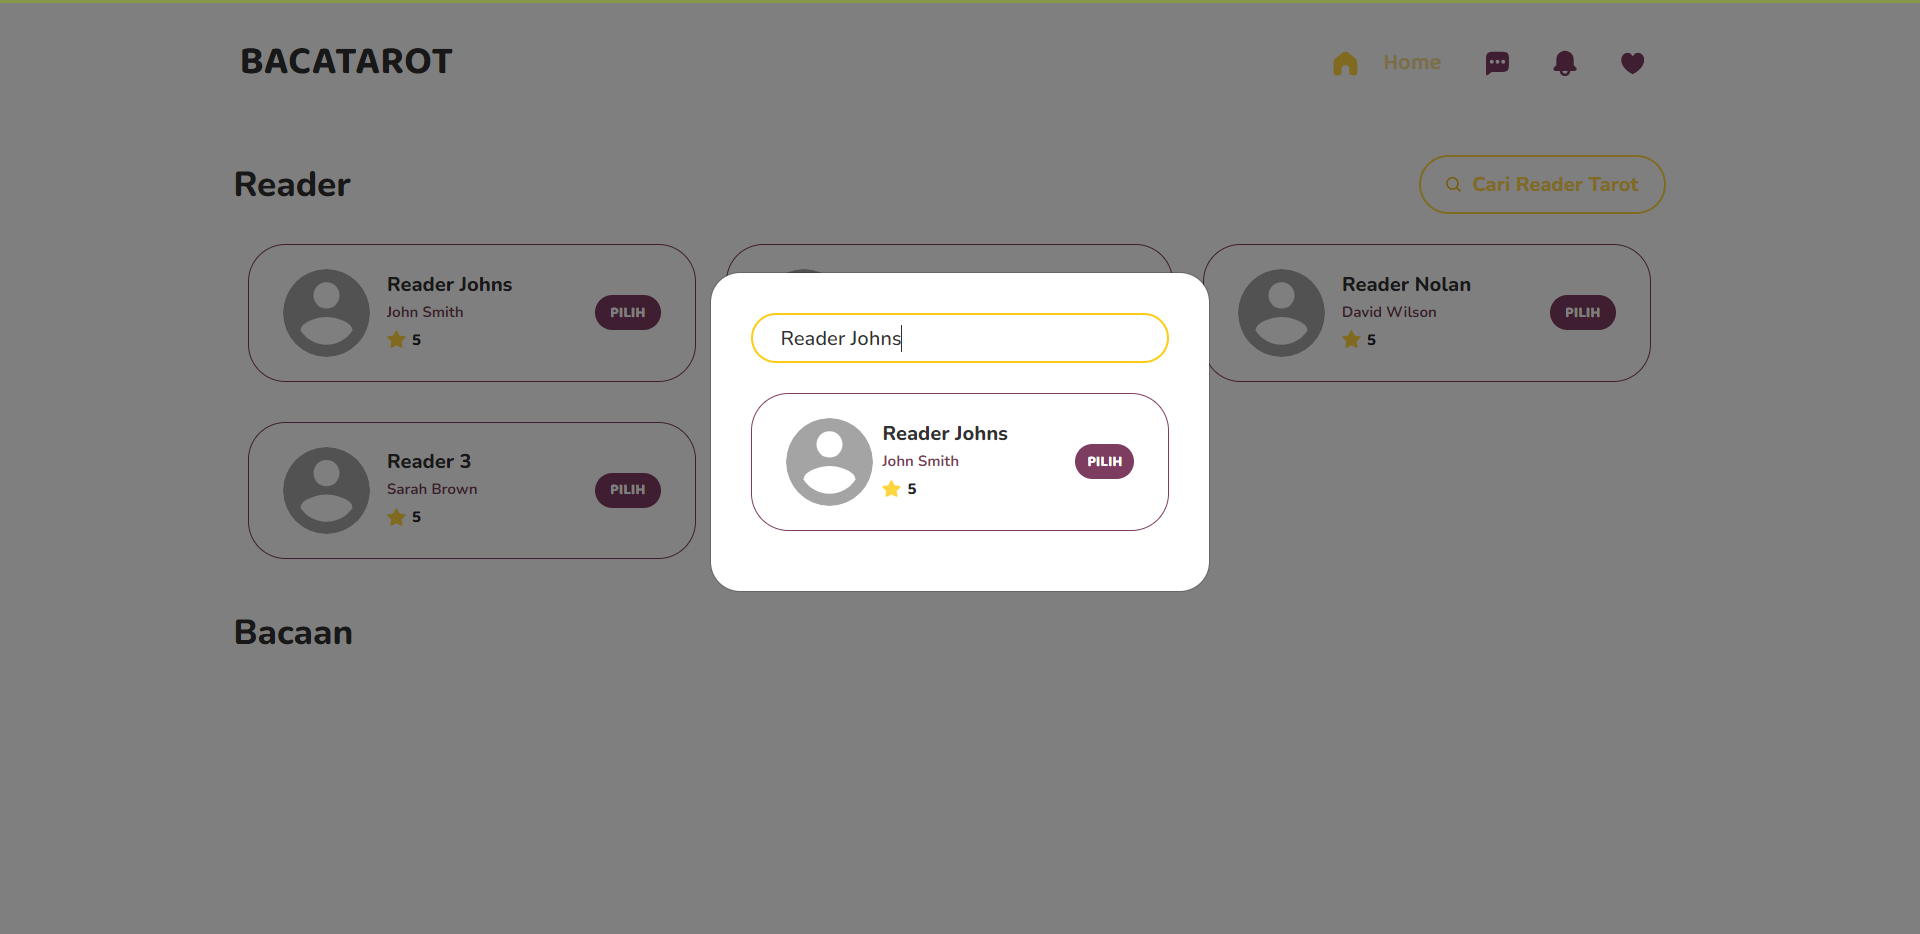 BACATAROT
Home
Reader
Cari Reader Tarot
Reader Johns
John Smith
5
PILIH
Reader Nolan
David Wilson
5
PILIH
Reader 3
Sarah Brown
5
PILIH
Reader Johns
Reader Johns
John Smith
5
PILIH
Bacaan